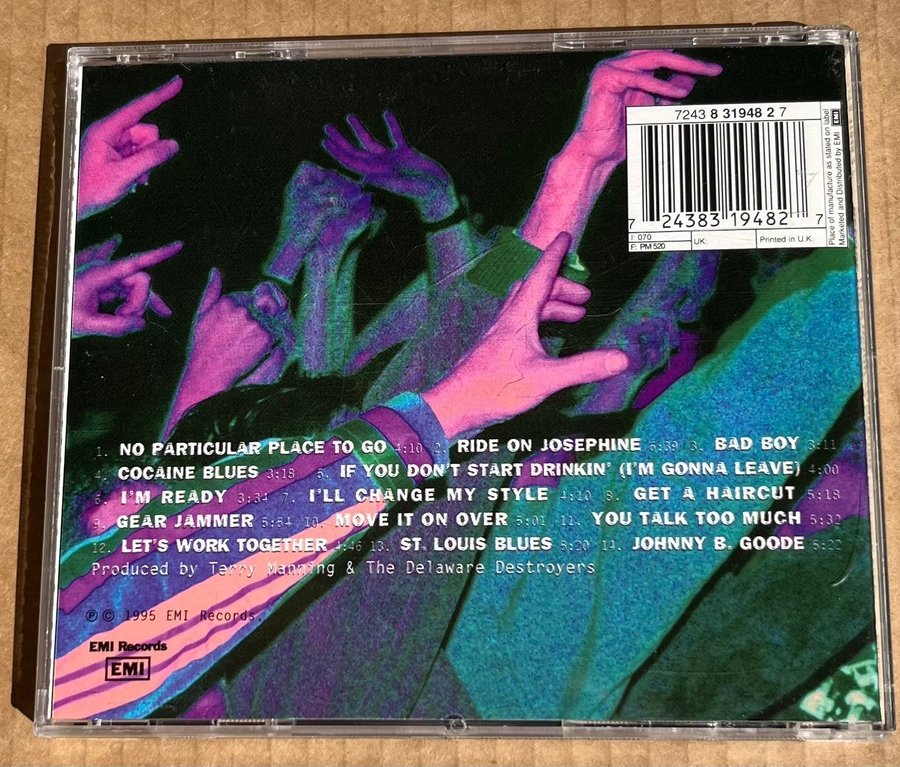 7243 8 31948 2 7
7 24383 19482 7
I: 070
F: PM 520
UK:
Printed in U.K.
Place of manufacture as stated on label
Marketed and Distributed by EMI
EMI
1. NO PARTICULAR PLACE TO GO 4:10 2. RIDE ON JOSEPHINE 6:39 3. BAD BOY 3:11
4. COCAINE BLUES 3:18 5. IF YOU DON'T START DRINKIN' (I'M GONNA LEAVE) 4:00
6. I'M READY 3:34 7. I'LL CHANGE MY STYLE 4:10 8. GET A HAIRCUT 5:18
9. GEAR JAMMER 5:54 10. MOVE IT ON OVER 5:01 11. YOU TALK TOO MUCH 5:32
12. LET'S WORK TOGETHER 4:46 13. ST. LOUIS BLUES 5:20 14. JOHNNY B. GOODE 5:22
Produced by Terry Manning & The Delaware Destroyers
℗ © 1995 EMI Records.
EMI Records
EMI